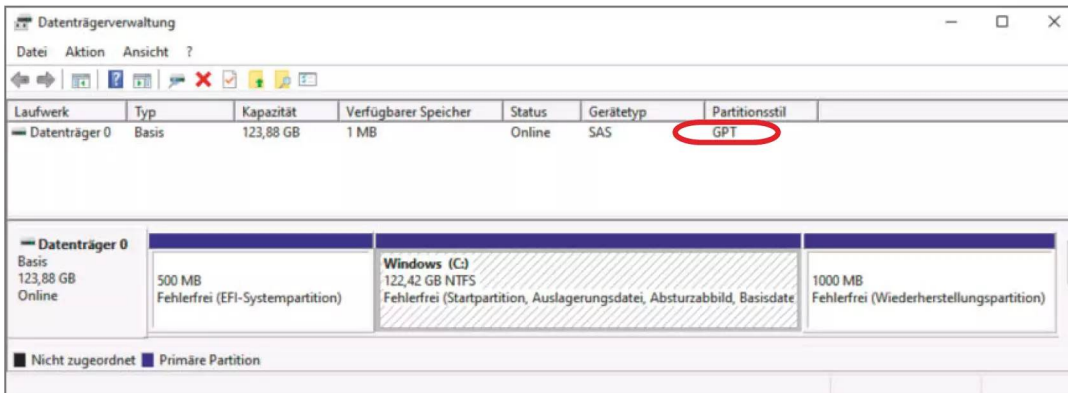 Datenträgerverwaltung
Datei Aktion Ansicht ?
Laufwerk Typ Kapazität Verfügbarer Speicher Status Gerätetyp Partitionsstil
Datenträger 0 Basis 123,88 GB 1 MB Online SAS GPT
Datenträger 0
Basis
123,88 GB
Online
500 MB
Fehlerfrei (EFI-Systempartition)
Windows (C:)
122,42 GB NTFS
Fehlerfrei (Startpartition, Auslagerungsdatei, Absturzabbild, Basisdate
1000 MB
Fehlerfrei (Wiederherstellungspartition)
Nicht zugeordnet Primäre Partition